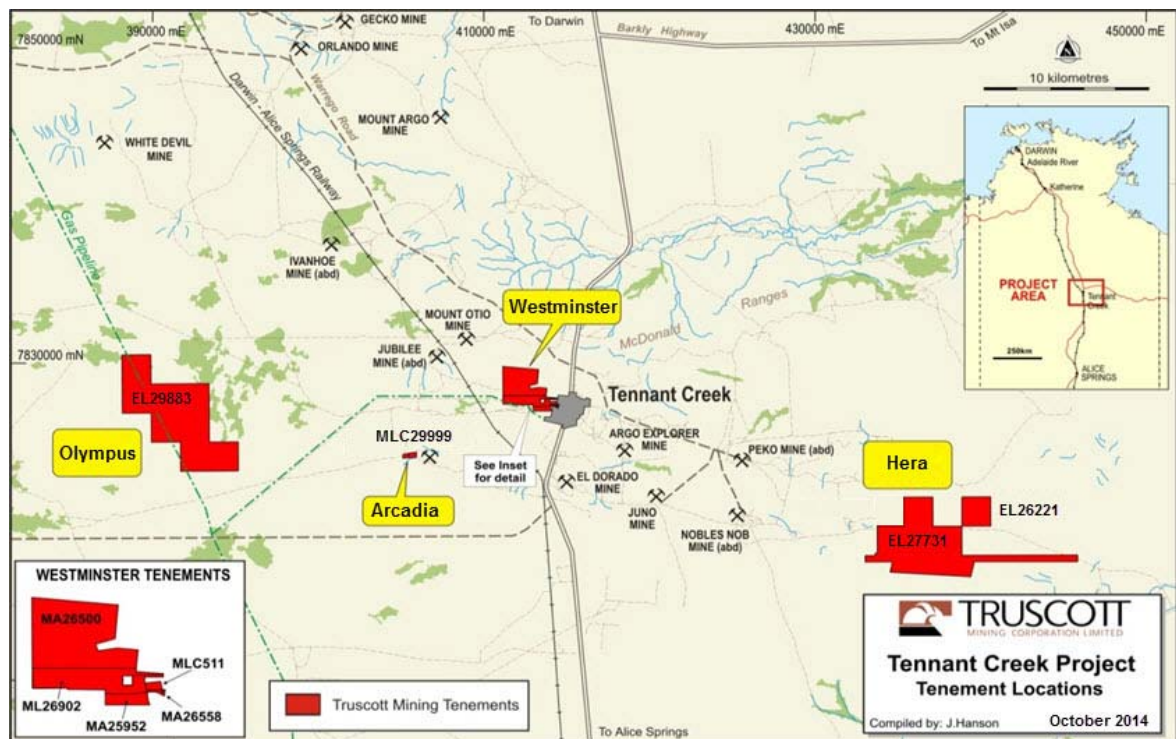 390000 mE
410000 mE
430000 mE
450000 mE
7850000 mN
7830000 mN
GECKO MINE
ORLANDO MINE
To Darwin
Barkly Highway
To Mt Isa
10 kilometres
Warrego Road
Darwin - Alice Springs Railway
MOUNT ARGO
MINE
WHITE DEVIL
MINE
Gas Pipeline
IVANHOE
MINE (abd)
MOUNT OTIO
MINE
JUBILEE
MINE (abd)
Westminster
McDonald Ranges
DARWIN
Adelaide River
Katherine
PROJECT
AREA
Tennant
Creek
250km
ALICE
SPRINGS
EL29883
Olympus
MLC29999
Arcadia
See Inset
for detail
Tennant Creek
ARGO EXPLORER
MINE
EL DORADO
MINE
PEKO MINE (abd)
JUNO
MINE
NOBLES NOB
MINE (abd)
Hera
EL26221
EL27731
WESTMINSTER TENEMENTS
MA26500
MLC511
ML26902
MA25952
MA26558
Truscott Mining Tenements
To Alice Springs
TRUSCOTT
MINING CORPORATION LIMITED
Tennant Creek Project
Tenement Locations
Compiled by: J.Hanson
October 2014